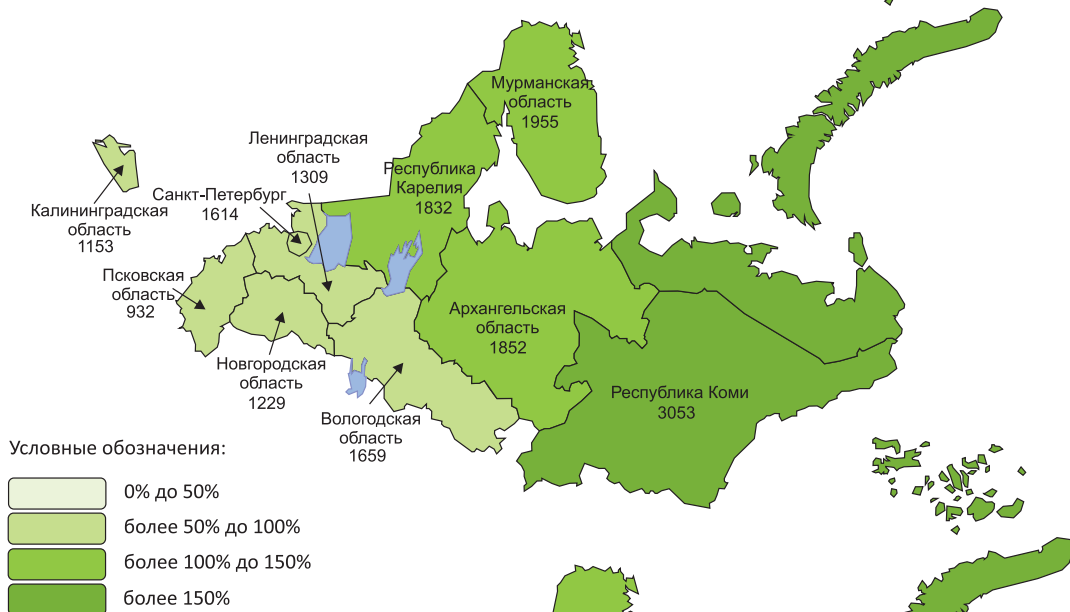 Мурманская
область
1955
Ленинградская
область
1309
Республика
Карелия
1832
Санкт-Петербург
1614
Калининградская
область
1153
Псковская
область
932
Архангельская
область
1852
Новгородская
область
1229
Республика Коми
3053
Вологодская
область
1659
Условные обозначения:
0% до 50%
более 50% до 100%
более 100% до 150%
более 150%